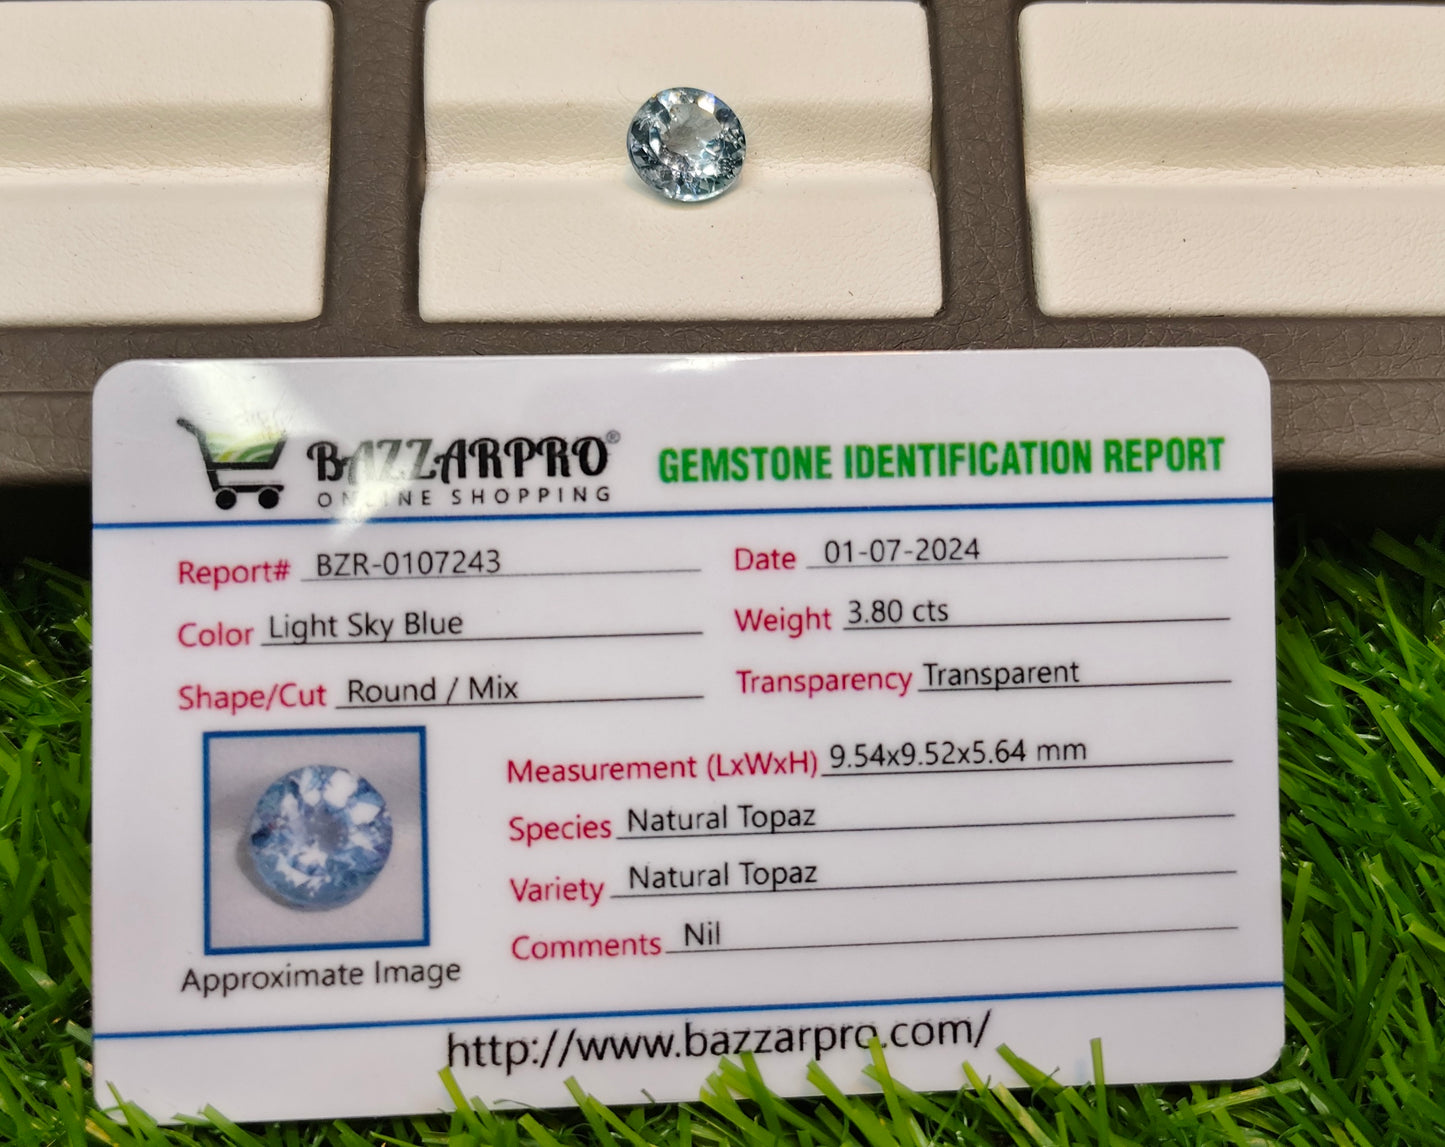 BAZZARPRO®
ONLINE SHOPPING
GEMSTONE IDENTIFICATION REPORT
Report# BZR-0107243
Date 01-07-2024
Color Light Sky Blue
Weight 3.80 cts
Shape/Cut Round / Mix
Transparency Transparent
Measurement (LxWxH) 9.54x9.52x5.64 mm
Species Natural Topaz
Variety Natural Topaz
Comments Nil
Approximate Image
http://www.bazzarpro.com/